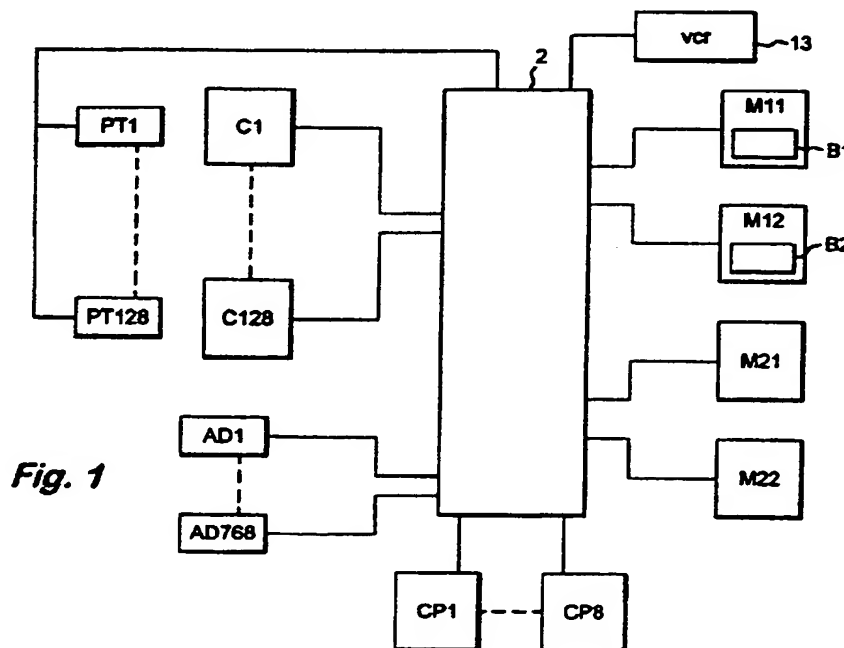 2
vcr
13
PT1
C1
M11
B1
M12
B2
PT128
C128
M21
AD1
M22
Fig. 1
AD768
CP1
CP8